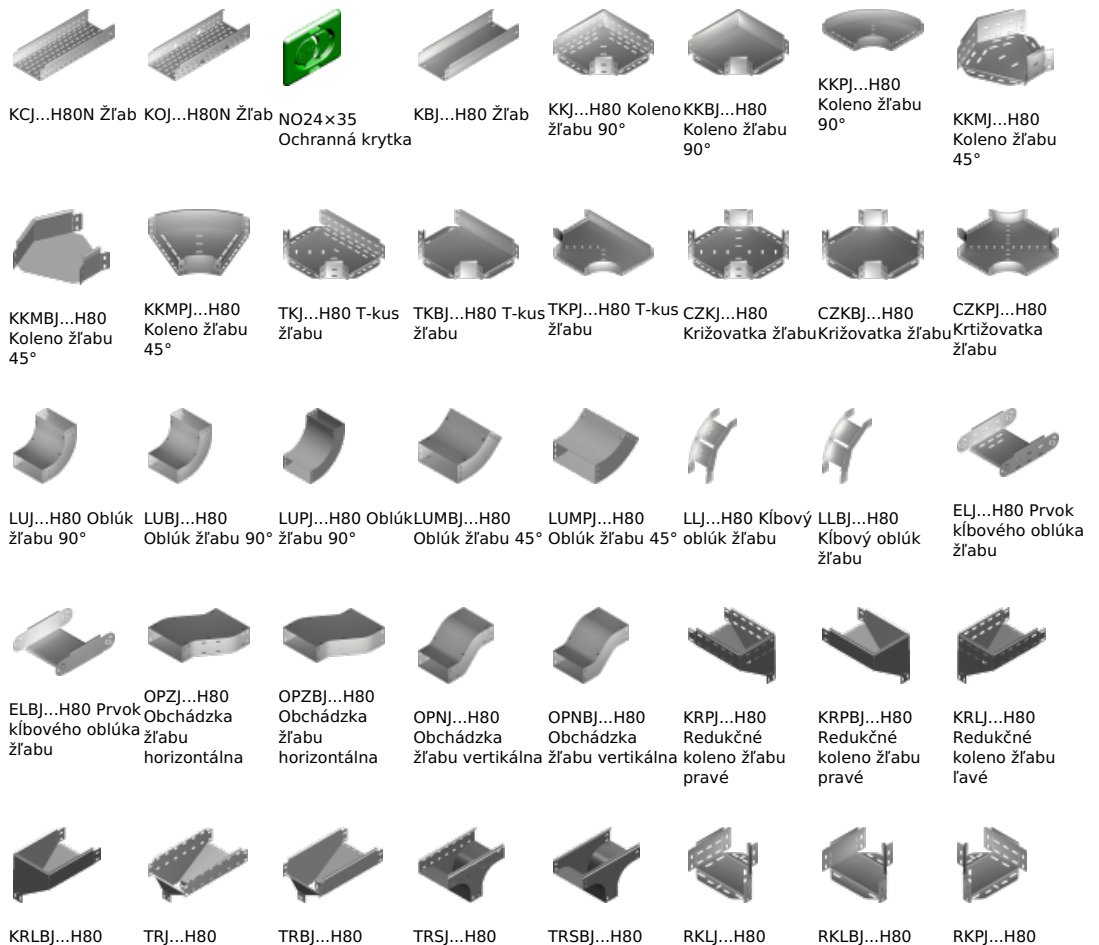 KCJ...H80N Žľab
KOJ...H80N Žľab
NO24×35
Ochranná krytka
KBJ...H80 Žľab
KKJ...H80 Koleno
žľabu 90°
KKBJ...H80
Koleno žľabu
90°
KKPJ...H80
Koleno žľabu
90°
KKMJ...H80
Koleno žľabu
45°
KKMBJ...H80
Koleno žľabu
45°
KKMPJ...H80
Koleno žľabu
45°
TKJ...H80 T-kus
žľabu
TKBJ...H80 T-kus
žľabu
TKPJ...H80 T-kus
žľabu
CZKJ...H80
Križovatka žľabu
CZKBJ...H80
Križovatka žľabu
CZKPJ...H80
Krtižovatka
žľabu
LUJ...H80 Oblúk
žľabu 90°
LUBJ...H80
Oblúk žľabu 90°
LUPJ...H80 Oblúk
žľabu 90°
LUMBJ...H80
Oblúk žľabu 45°
LUMPJ...H80
Oblúk žľabu 45°
LLJ...H80 Kĺbový
oblúk žľabu
LLBJ...H80
Kĺbový oblúk
žľabu
ELJ...H80 Prvok
kĺbového oblúka
žľabu
ELBJ...H80 Prvok
kĺbového oblúka
žľabu
OPZJ...H80
Obchádzka
žľabu
horizontálna
OPZBJ...H80
Obchádzka
žľabu
horizontálna
OPNJ...H80
Obchádzka
žľabu vertikálna
OPNBJ...H80
Obchádzka
žľabu vertikálna
KRPJ...H80
Redukčné
koleno žľabu
pravé
KRPBJ...H80
Redukčné
koleno žľabu
pravé
KRLJ...H80
Redukčné
koleno žľabu
ľavé
KRLBJ...H80
TRJ...H80
TRBJ...H80
TRSJ...H80
TRSBJ...H80
RKLJ...H80
RKLBJ...H80
RKPJ...H80